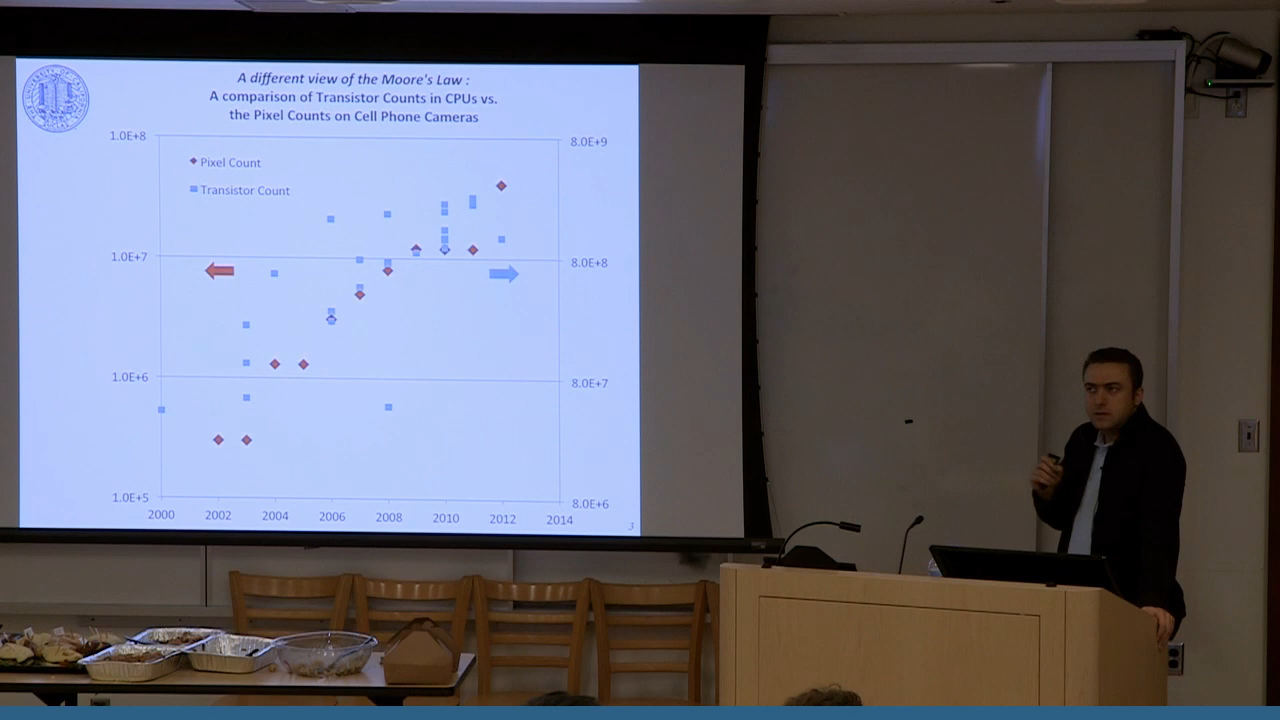 A different view of the Moore's Law :
A comparison of Transistor Counts in CPUs vs.
the Pixel Counts on Cell Phone Cameras
1.0E+8
8.0E+9
Pixel Count
Transistor Count
1.0E+7
8.0E+8
1.0E+6
8.0E+7
1.0E+5
8.0E+6
2000 2002 2004 2006 2008 2010 2012 2014
3